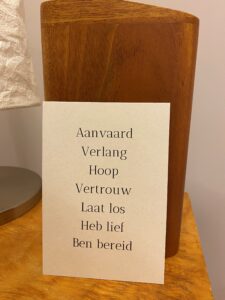 Aanvaard
Verlang
Hoop
Vertrouw
Laat los
Heb lief
Ben bereid